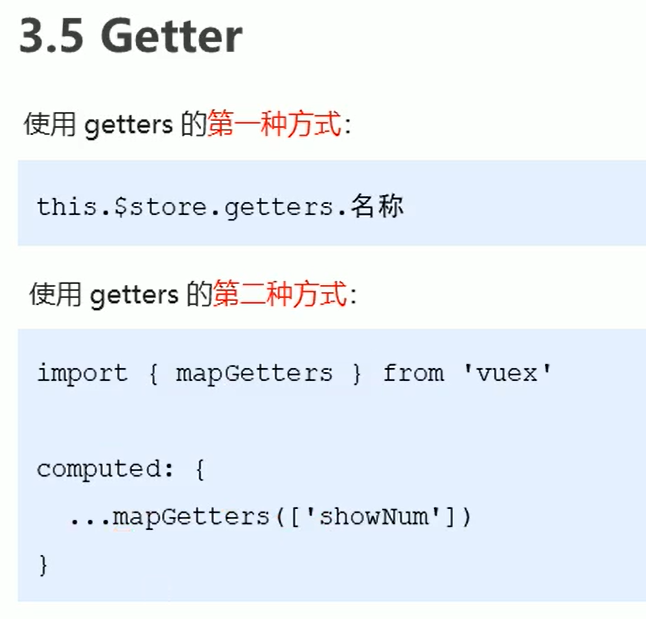 3.5 Getter
使用 getters 的第一种方式：
this.$store.getters.名称
使用 getters 的第二种方式：
import { mapGetters } from 'vuex'
computed: {
  ...mapGetters(['showNum'])
}